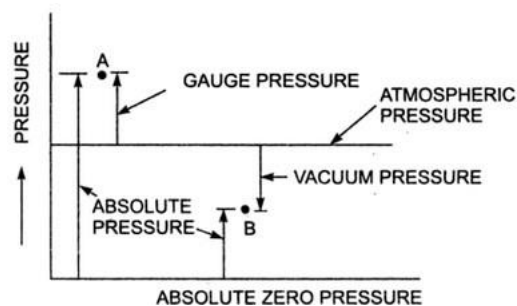 A
GAUGE PRESSURE
ATMOSPHERIC
PRESSURE
PRESSURE
VACUUM PRESSURE
ABSOLUTE
PRESSURE
B
ABSOLUTE ZERO PRESSURE